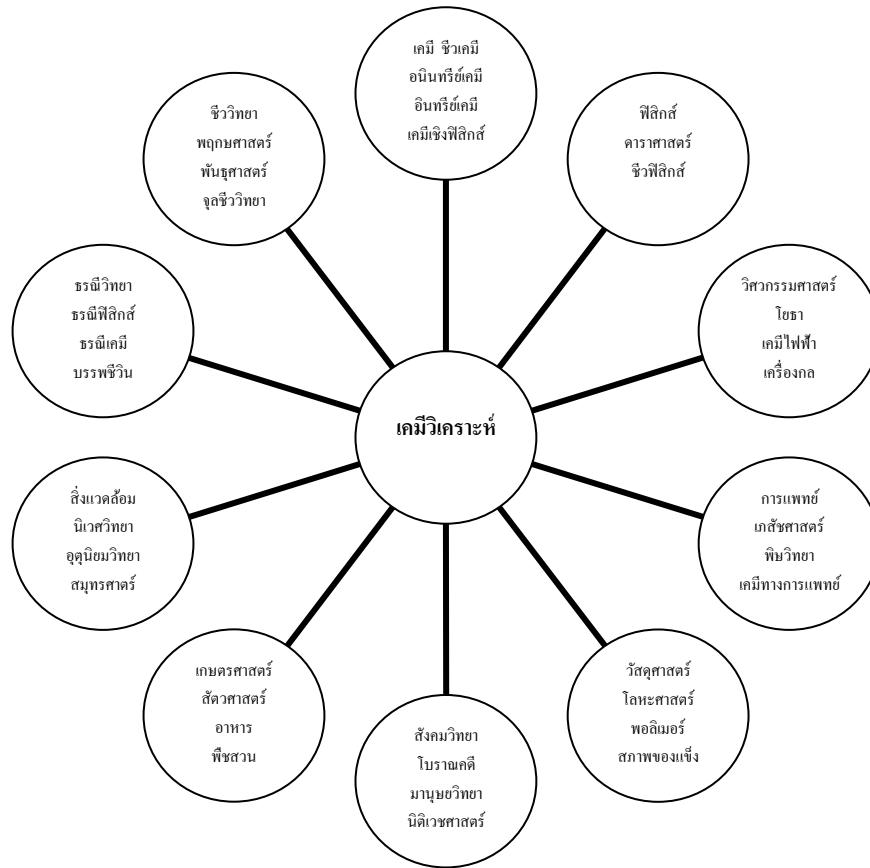 เคมี ชีวเคมี
อนินทรีย์เคมี
อินทรีย์เคมี
เคมีเชิงฟิสิกส์
ฟิสิกส์
ดาราศาสตร์
ชีวฟิสิกส์
วิศวกรรมศาสตร์
โยธา
เคมีไฟฟ้า
เครื่องกล
การแพทย์
เภสัชศาสตร์
พิษวิทยา
เคมีทางการแพทย์
วัสดุศาสตร์
โลหะศาสตร์
พอลิเมอร์
สภาพของแข็ง
สังคมวิทยา
โบราณคดี
มานุษยวิทยา
นิติเวชศาสตร์
เกษตรศาสตร์
สัตวศาสตร์
อาหาร
พืชสวน
สิ่งแวดล้อม
นิเวศวิทยา
อุตุนิยมวิทยา
สมุทรศาตร์
ธรณีวิทยา
ธรณีฟิสิกส์
ธรณีเคมี
บรรพชีวิน
ชีววิทยา
พฤกษศาสตร์
พันธุศาสตร์
จุลชีววิทยา
เคมีวิเคราะห์